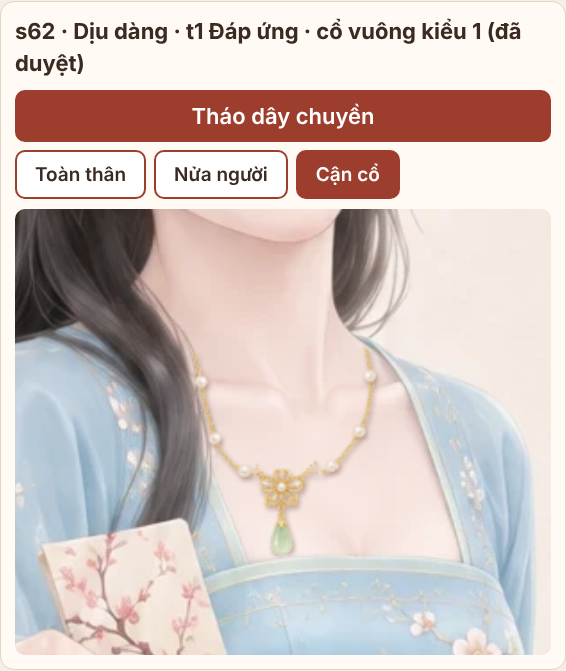 s62 · Dịu dàng · t1 Đáp ứng · cổ vuông kiểu 1 (đã
duyệt)
Tháo dây chuyền
Toàn thân
Nửa người
Cận cổ